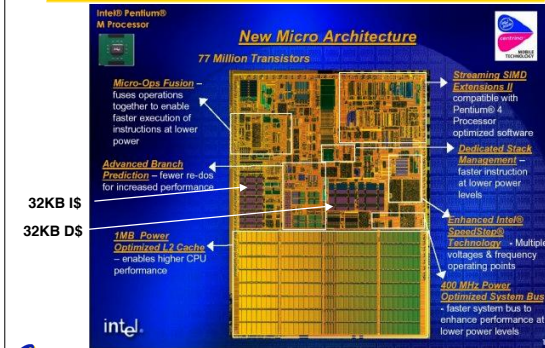 Intel® Pentium®
M Processor
New Micro Architecture
77 Million Transistors
MOBILE
TECHNOLOGY
Micro-Ops Fusion –
fuses operations
together to enable
faster execution of
instructions at lower
power
Advanced Branch
Prediction – fewer re-dos
for increased performance
32KB I$
32KB D$
1MB Power
Optimized L2 Cache
– enables higher CPU
performance
Streaming SIMD
Extensions II
compatible with
Pentium® 4
Processor
optimized software
Dedicated Stack
Management –
faster instruction
at lower power
levels
Enhanced Intel®
SpeedStep®
Technology - Multiple
voltages & frequency
operating points
400 MHz Power
Optimized System Bus
- faster system bus to
enhance performance at
lower power levels
intel